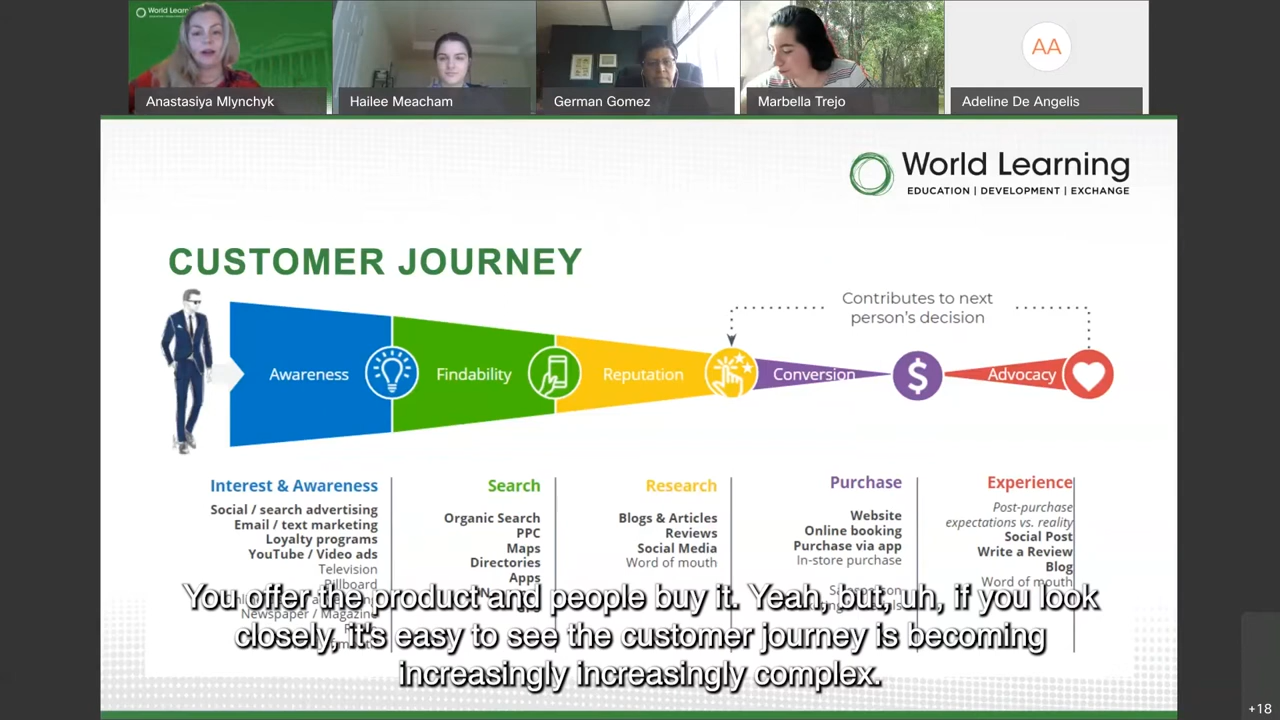 World Learning
Anastasiya Mlynchyk
Hailee Meacham
German Gomez
Marbella Trejo
AA
Adeline De Angelis
World Learning
EDUCATION | DEVELOPMENT | EXCHANGE
CUSTOMER JOURNEY
Contributes to next
person's decision
Awareness
Findability
Reputation
Conversion
$
Advocacy
Interest & Awareness
Social / search advertising
Email / text marketing
Loyalty programs
YouTube / Video ads
Television
Billboard
Newspaper / Magazine
Search
Organic Search
PPC
Maps
Directories
Apps
Research
Blogs & Articles
Reviews
Social Media
Word of mouth
Purchase
Website
Online booking
Purchase via app
In-store purchase
Experience
Post-purchase
expectations vs. reality
Social Post
Write a Review
Blog
Word of mouth
You offer the product and people buy it. Yeah, but, uh, if you look
closely, it's easy to see the customer journey is becoming
increasingly increasingly complex.
+18